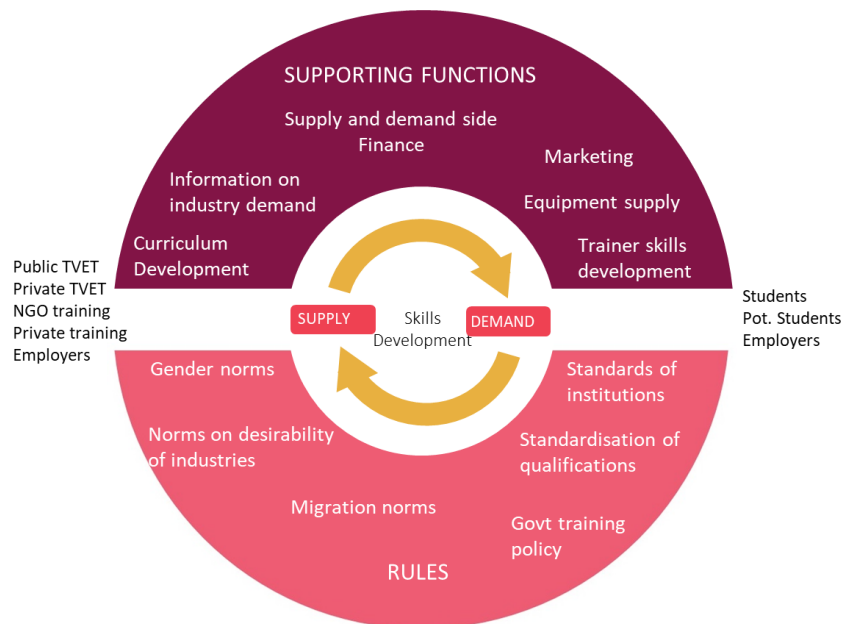 SUPPORTING FUNCTIONS
Supply and demand side
Finance
Marketing
Information on
industry demand
Equipment supply
Curriculum
Development
Trainer skills
development
Public TVET
Private TVET
NGO training
Private training
Employers
SUPPLY
Skills
Development
DEMAND
Students
Pot. Students
Employers
Gender norms
Standards of
institutions
Norms on desirability
of industries
Standardisation of
qualifications
Migration norms
Govt training
policy
RULES